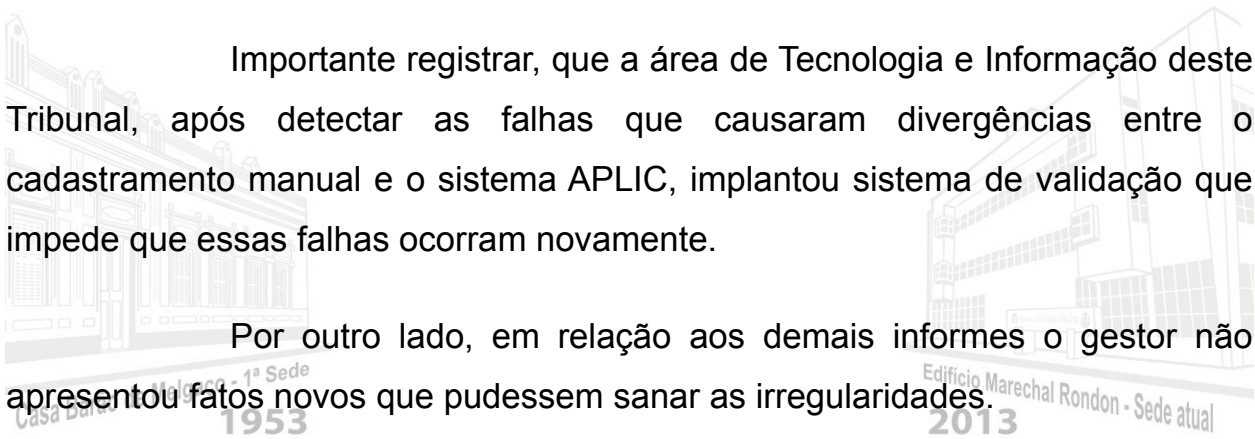 Importante registrar, que a área de Tecnologia e Informação deste
Tribunal, após detectar as falhas que causaram divergências entre o
cadastramento manual e o sistema APLIC, implantou sistema de validação que
impede que essas falhas ocorram novamente.
Por outro lado, em relação aos demais informes o gestor não
apresentou fatos novos que pudessem sanar as irregularidades.
Casa - 1ª Sede
1953
Edifício Marechal Rondon - Sede atual
2013